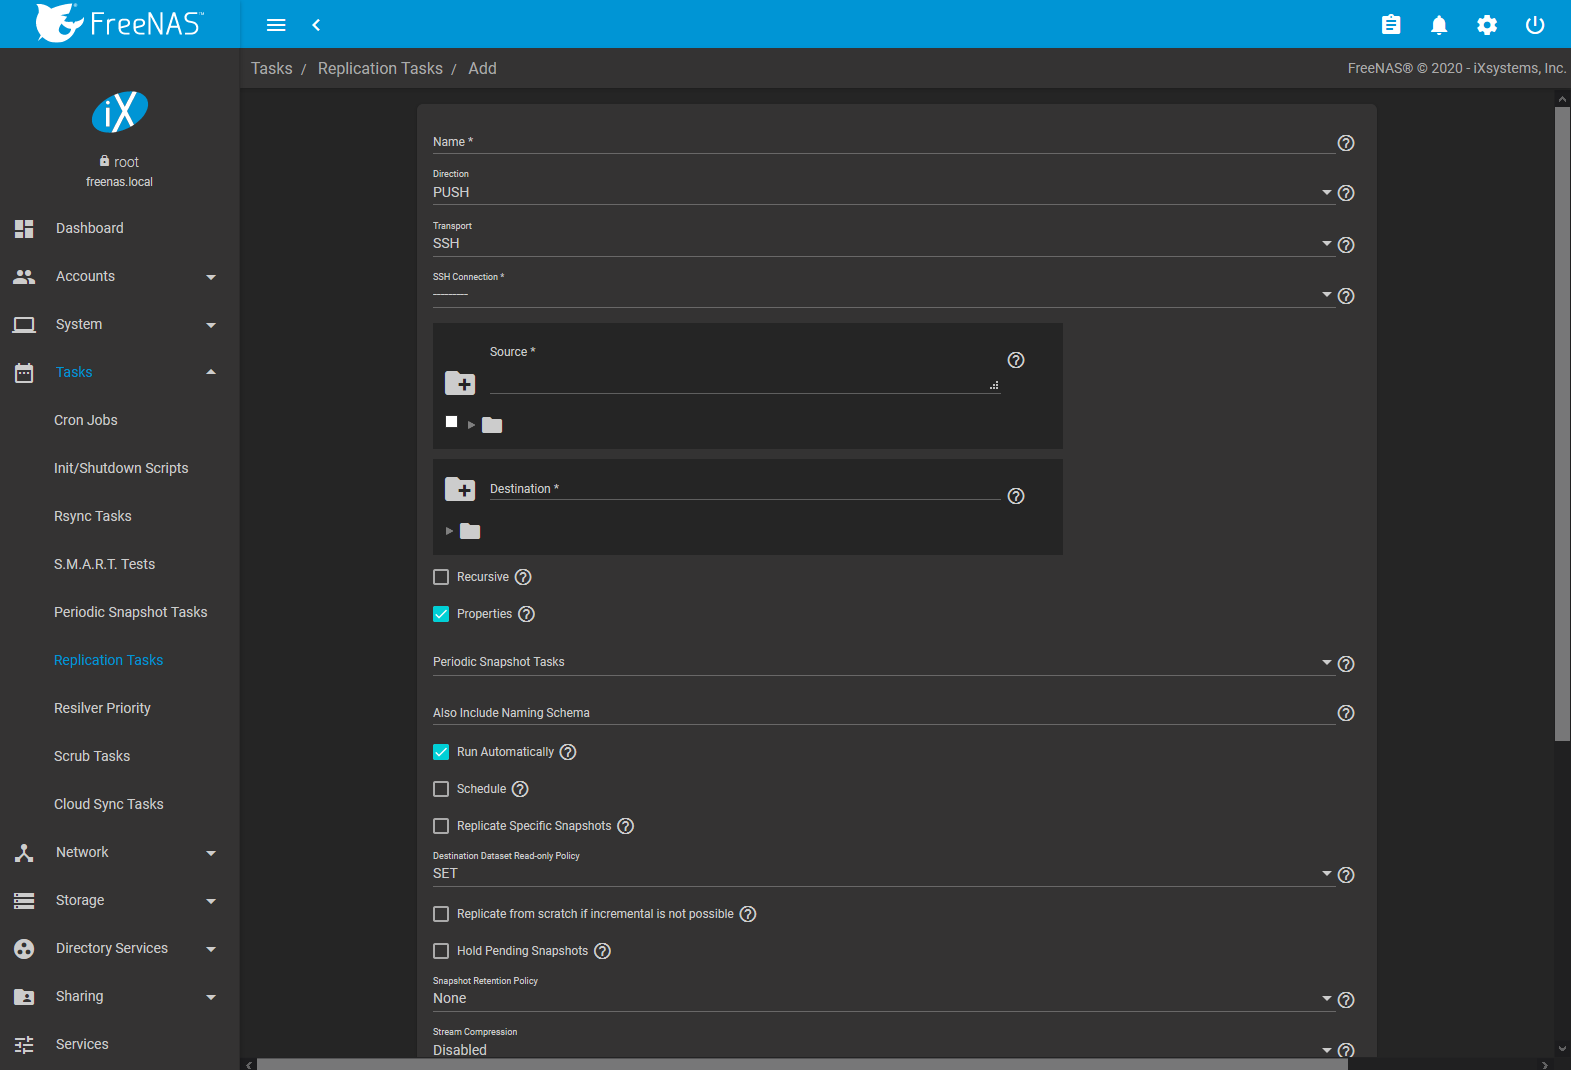 FreeNAS™
Tasks / Replication Tasks / Add
FreeNAS® © 2020 - iXsystems, Inc.
iX
root
freenas.local
Dashboard
Accounts
System
Tasks
Cron Jobs
Init/Shutdown Scripts
Rsync Tasks
S.M.A.R.T. Tests
Periodic Snapshot Tasks
Replication Tasks
Resilver Priority
Scrub Tasks
Cloud Sync Tasks
Network
Storage
Directory Services
Sharing
Services
Name *
Direction
PUSH
Transport
SSH
SSH Connection *
---------
Source *
Destination *
Recursive
Properties
Periodic Snapshot Tasks
Also Include Naming Schema
Run Automatically
Schedule
Replicate Specific Snapshots
Destination Dataset Read-only Policy
SET
Replicate from scratch if incremental is not possible
Hold Pending Snapshots
Snapshot Retention Policy
None
Stream Compression
Disabled